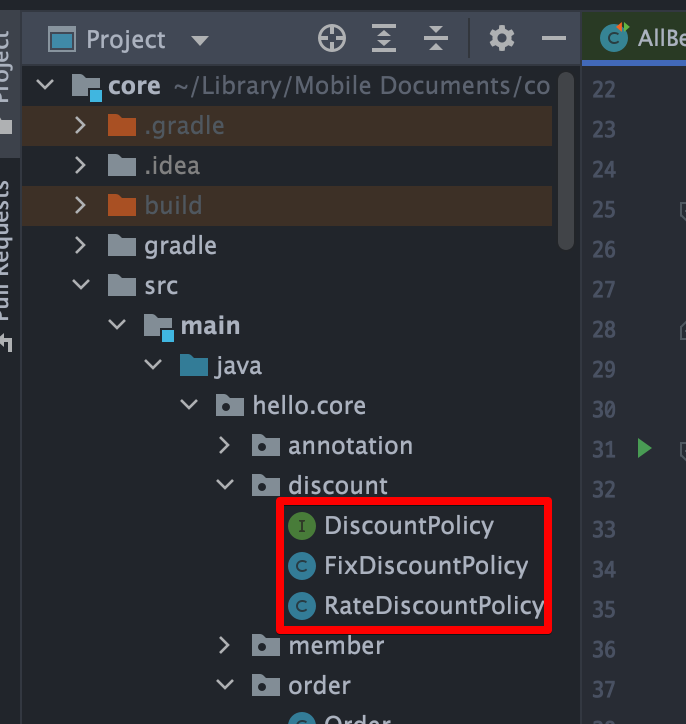 Project
AllBe
core ~/Library/Mobile Documents/co
.gradle
.idea
build
gradle
src
main
java
hello.core
annotation
discount
I DiscountPolicy
C FixDiscountPolicy
C RateDiscountPolicy
member
order
Order
Project
Pull Requests
22
23
24
25
26
27
28
29
30
31
32
33
34
35
36
37